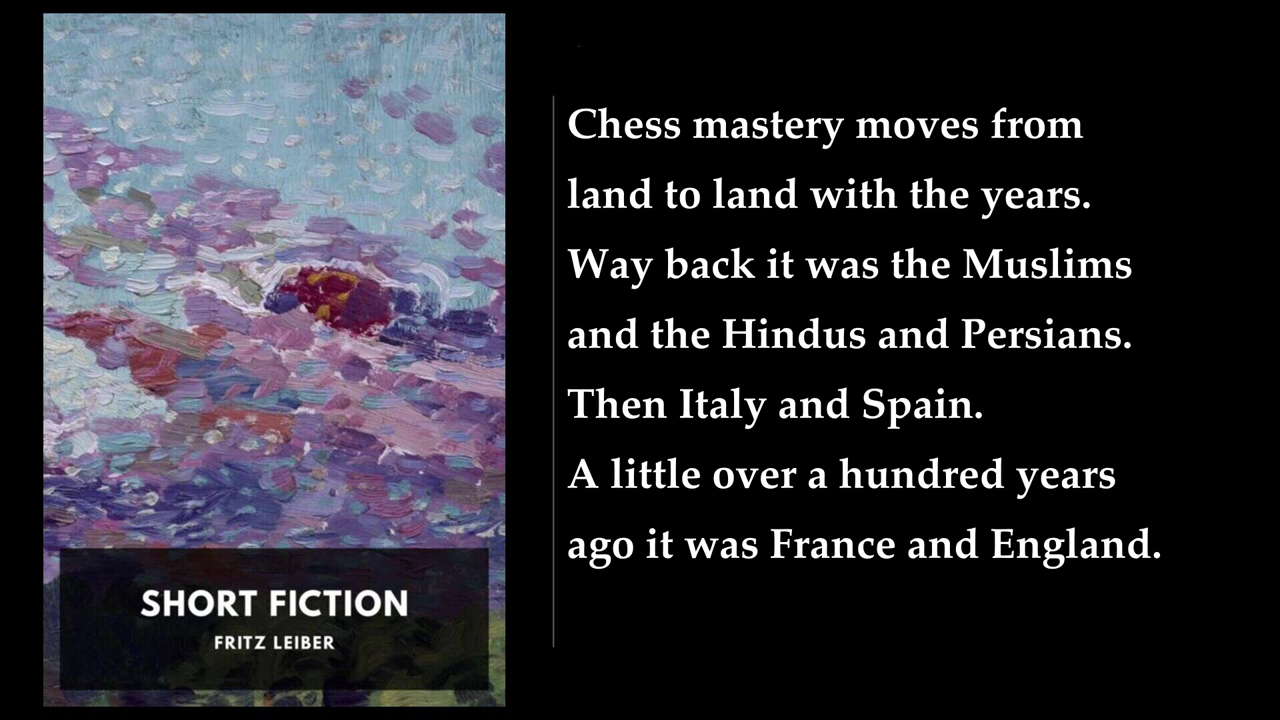 SHORT FICTION
FRITZ LEIBER
Chess mastery moves from
land to land with the years.
Way back it was the Muslims
and the Hindus and Persians.
Then Italy and Spain.
A little over a hundred years
ago it was France and England.